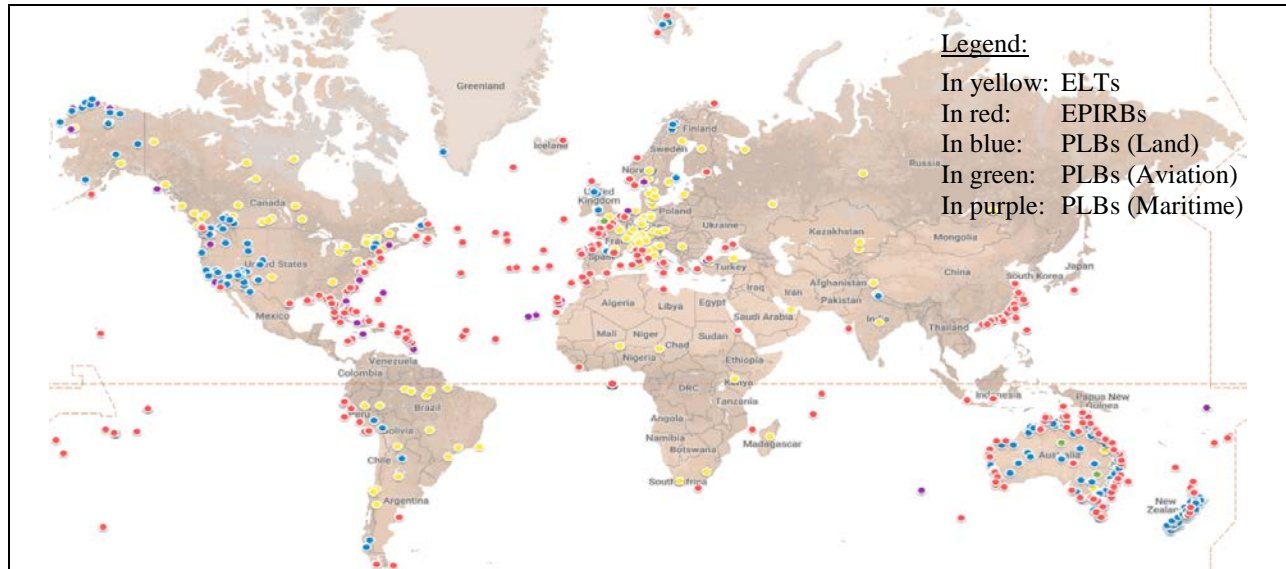 Legend:
In yellow: ELTs
In red: EPIRBs
In blue: PLBs (Land)
In green: PLBs (Aviation)
In purple: PLBs (Maritime)
Greenland
Iceland
Finland
Sweden
Russia
Canada
United
Kingdom
Poland
Ukraine
Kazakhstan
Mongolia
United States
Spain
Turkey
China
South Korea
Japan
Afghanistan
Iraq
Iran
Pakistan
Mexico
Algeria
Libya
Egypt
Saudi Arabia
India
Thailand
Mali
Niger
Chad
Sudan
Nigeria
Ethiopia
Venezuela
Colombia
Kenya
DRC
Tanzania
Indonesia
Papua New
Guinea
Brazil
Peru
Bolivia
Angola
Namibia
Botswana
Madagascar
Chile
Australia
South Africa
Argentina
New
Zealand